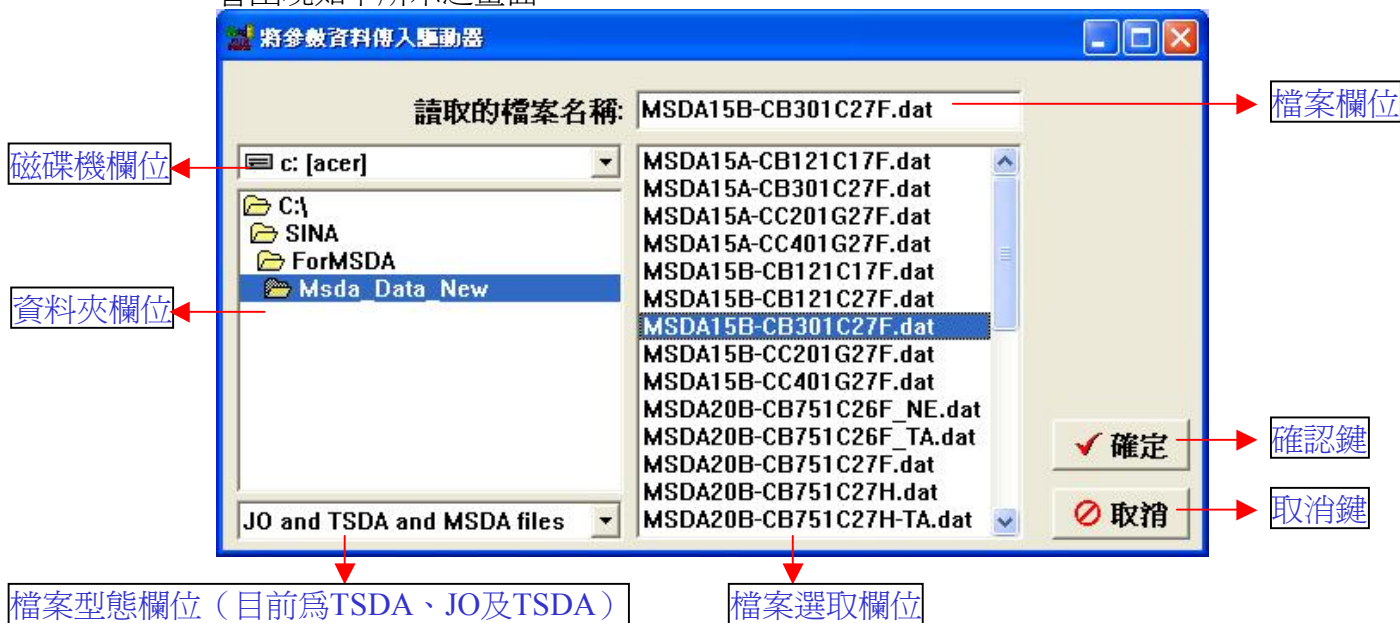 將參數資料傳入驅動器
讀取的檔案名稱: MSDA15B-CB301C27F.dat
檔案欄位
磁碟機欄位
c: [acer]
C:\
SINA
ForMSDA
Msda_Data_New
資料夾欄位
MSDA15A-CB121C17F.dat
MSDA15A-CB301C27F.dat
MSDA15A-CC201G27F.dat
MSDA15A-CC401G27F.dat
MSDA15B-CB121C17F.dat
MSDA15B-CB121C27F.dat
MSDA15B-CB301C27F.dat
MSDA15B-CC201G27F.dat
MSDA15B-CC401G27F.dat
MSDA20B-CB751C26F_NE.dat
MSDA20B-CB751C26F_TA.dat
MSDA20B-CB751C27F.dat
MSDA20B-CB751C27H.dat
MSDA20B-CB751C27H-TA.dat
確定
確認鍵
取消
取消鍵
JO and TSDA and MSDA files
檔案型態欄位（目前為TSDA、JO及TSDA）
檔案選取欄位